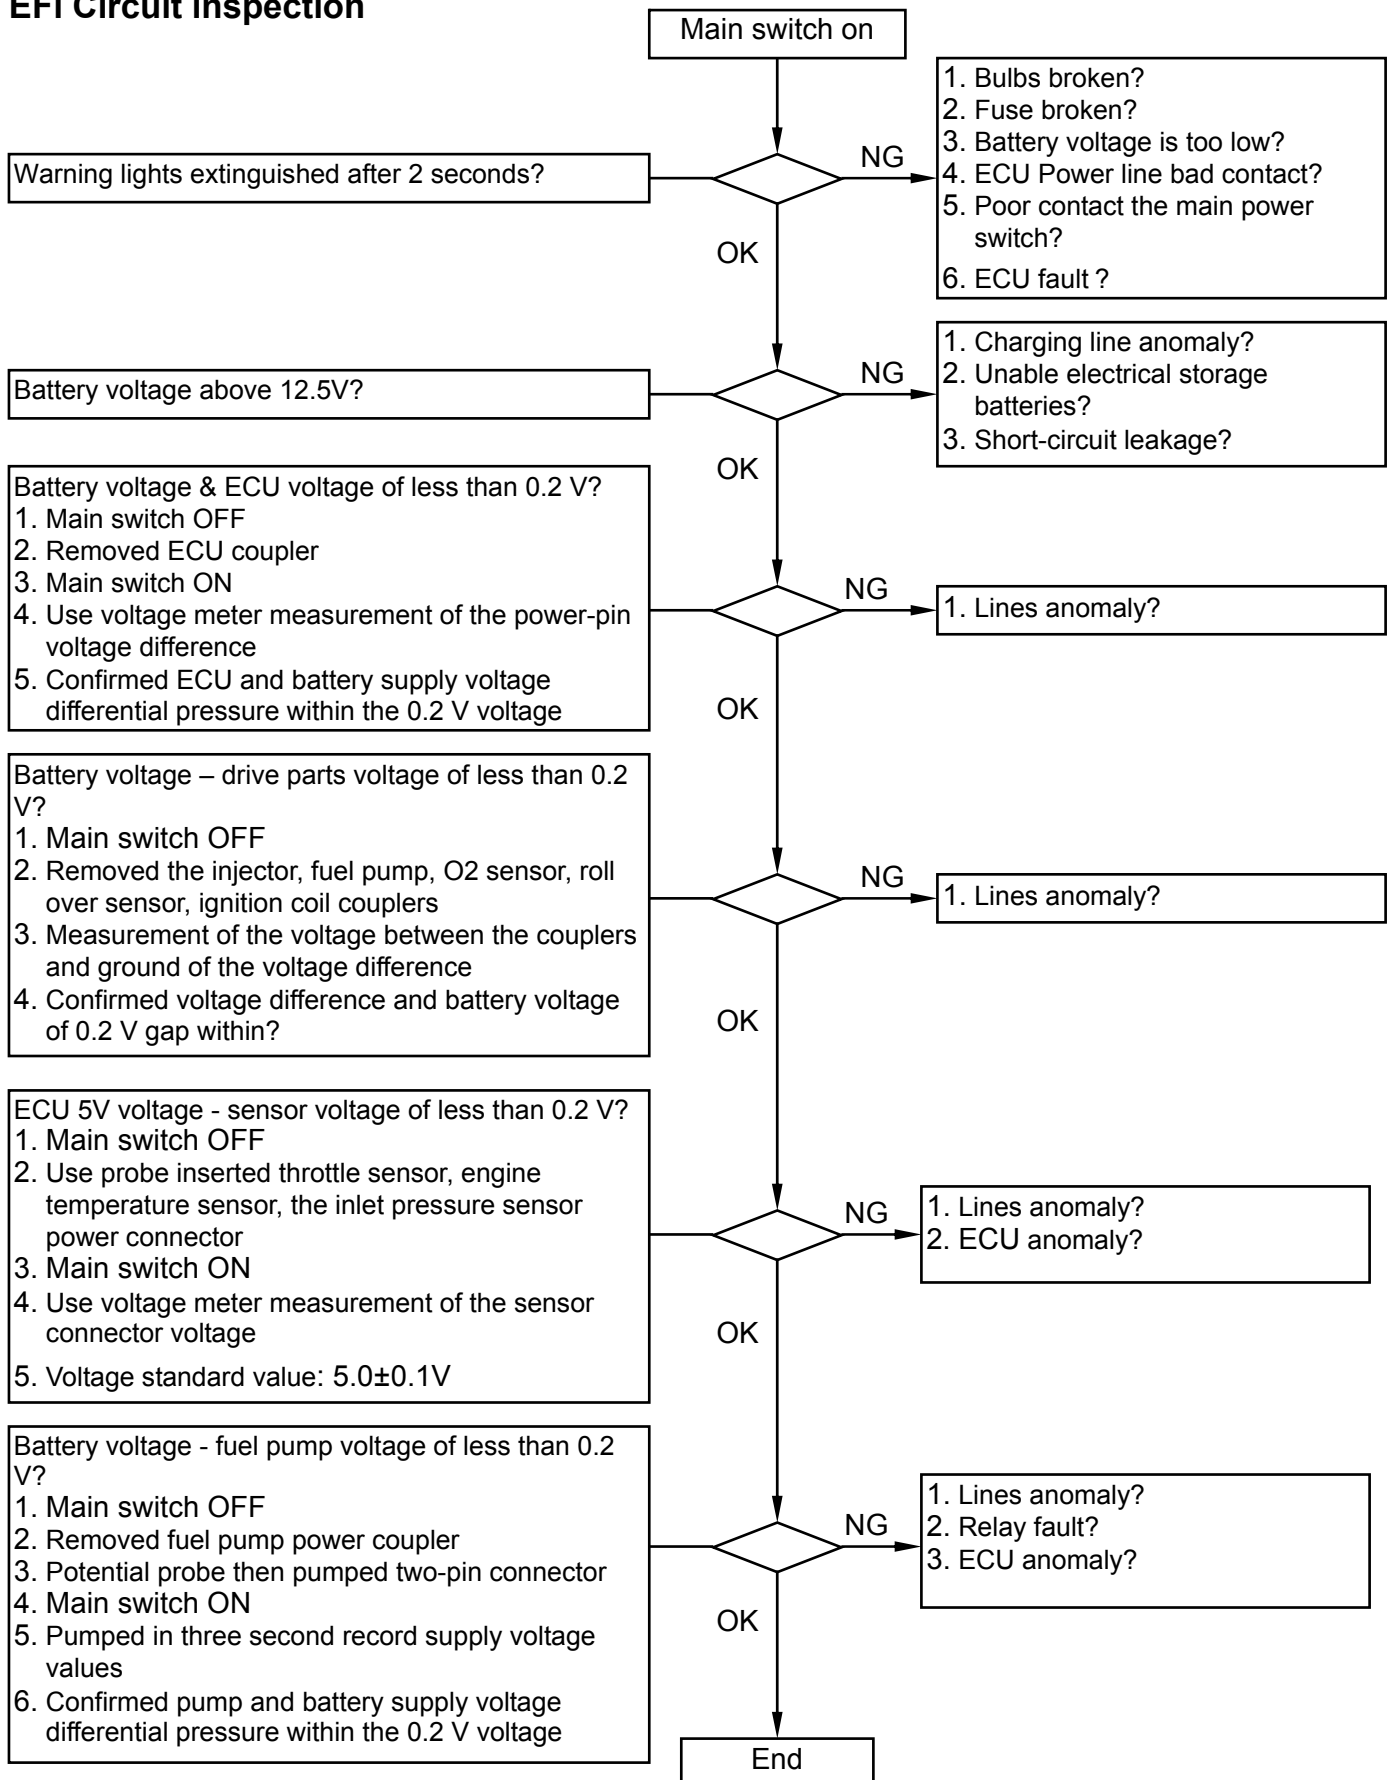 EFI Circuit Inspection
Main switch on
1. Bulbs broken?
2. Fuse broken?
3. Battery voltage is too low?
4. ECU Power line bad contact?
5. Poor contact the main power
switch?
6. ECU fault ?
NG
Warning lights extinguished after 2 seconds?
OK
1. Charging line anomaly?
2. Unable electrical storage
batteries?
3. Short-circuit leakage?
NG
Battery voltage above 12.5V?
OK
Battery voltage & ECU voltage of less than 0.2 V?
1. Main switch OFF
2. Removed ECU coupler
3. Main switch ON
4. Use voltage meter measurement of the power-pin
voltage difference
5. Confirmed ECU and battery supply voltage
differential pressure within the 0.2 V voltage
NG
1. Lines anomaly?
OK
Battery voltage – drive parts voltage of less than 0.2
V?
1. Main switch OFF
2. Removed the injector, fuel pump, O2 sensor, roll
over sensor, ignition coil couplers
3. Measurement of the voltage between the couplers
and ground of the voltage difference
4. Confirmed voltage difference and battery voltage
of 0.2 V gap within?
NG
1. Lines anomaly?
OK
ECU 5V voltage - sensor voltage of less than 0.2 V?
1. Main switch OFF
2. Use probe inserted throttle sensor, engine
temperature sensor, the inlet pressure sensor
power connector
3. Main switch ON
4. Use voltage meter measurement of the sensor
connector voltage
5. Voltage standard value: 5.0±0.1V
NG
1. Lines anomaly?
2. ECU anomaly?
OK
Battery voltage - fuel pump voltage of less than 0.2
V?
1. Main switch OFF
2. Removed fuel pump power coupler
3. Potential probe then pumped two-pin connector
4. Main switch ON
5. Pumped in three second record supply voltage
values
6. Confirmed pump and battery supply voltage
differential pressure within the 0.2 V voltage
NG
1. Lines anomaly?
2. Relay fault?
3. ECU anomaly?
OK
End